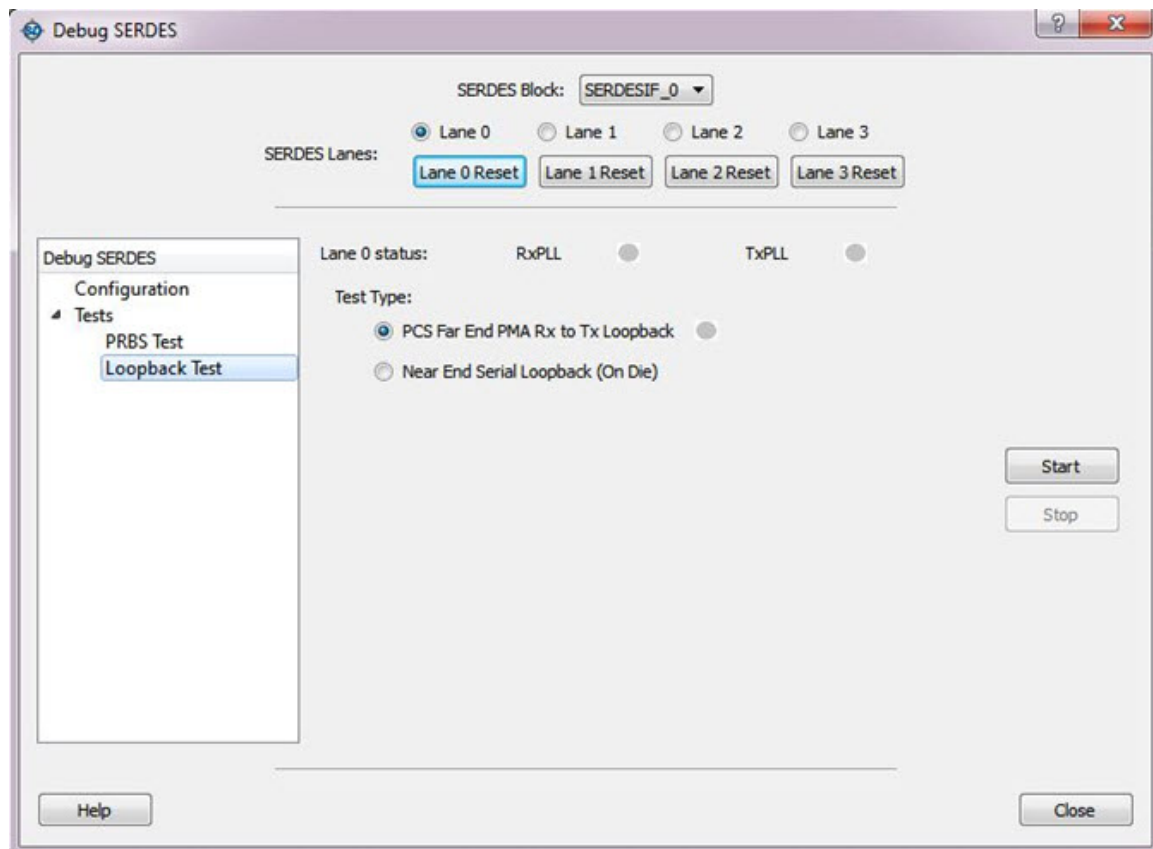 Debug SERDES
SERDES Block: SERDESIF_0
SERDES Lanes:
Lane 0 Lane 1 Lane 2 Lane 3
Lane 0 Reset Lane 1 Reset Lane 2 Reset Lane 3 Reset
Debug SERDES
Configuration
Tests
PRBS Test
Loopback Test
Lane 0 status: RxPLL TxPLL
Test Type:
PCS Far End PMA Rx to Tx Loopback
Near End Serial Loopback (On Die)
Start
Stop
Help
Close